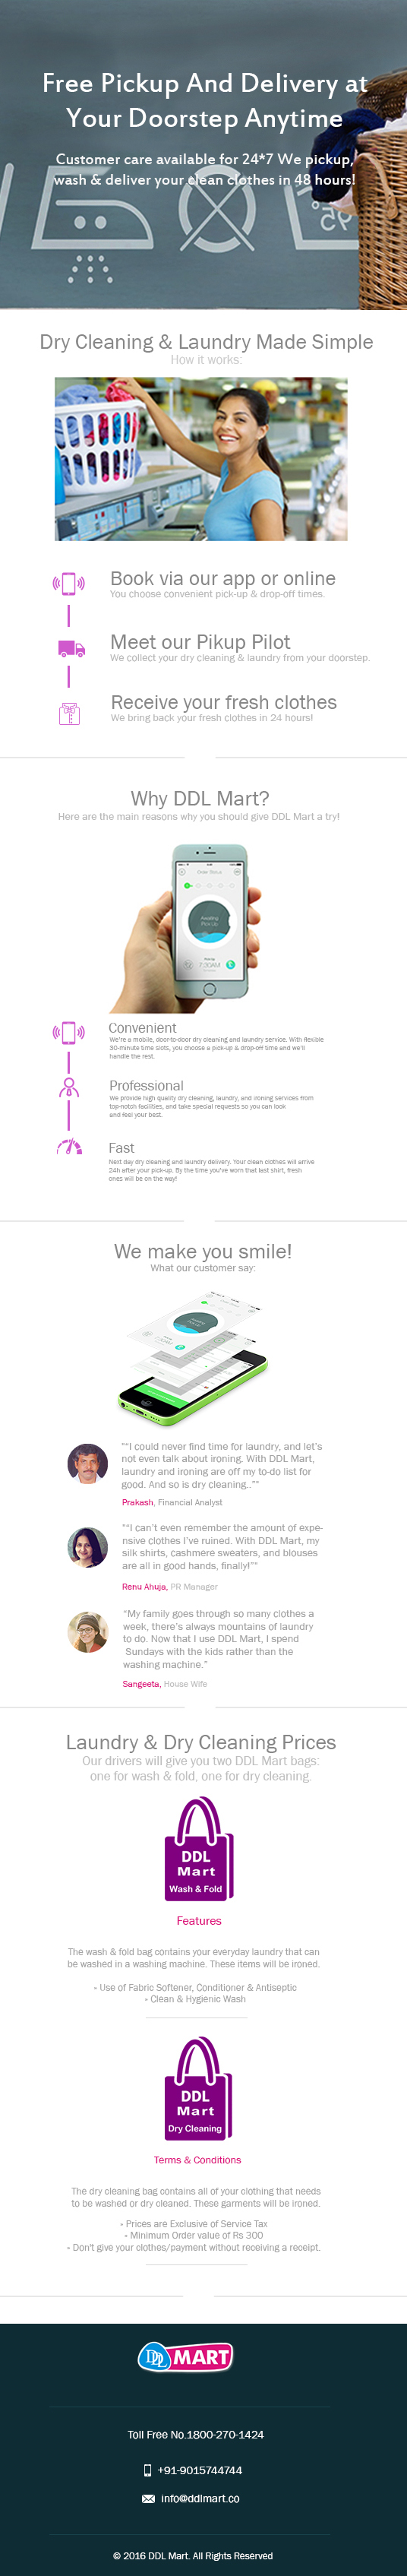 Free Pickup And Delivery at
Your Doorstep Anytime
Customer care available for 24*7 We pickup,
wash & deliver your clean clothes in 48 hours!
Dry Cleaning & Laundry Made Simple
How it works:
Book via our app or online
You choose convenient pick-up & drop-off times.
Meet our Pikup Pilot
We collect your dry cleaning & laundry from your doorstep.
Receive your fresh clothes
We bring back your fresh clothes in 24 hours!
Why DDL Mart?
Here are the main reasons why you should give DDL Mart a try!
Order Status
Awaiting
Pick Up
Pick Up
7:30AM
Convenient
We're a mobile, door-to-door dry cleaning and laundry service. With flexible
30-minute time slots, you choose a pick-up & drop-off time and we'll
handle the rest.
Professional
We provide high quality dry cleaning, laundry, and ironing services from
top-notch facilities, and take special requests so you can look
and feel your best.
Fast
Next day dry cleaning and laundry delivery. Your clean clothes will arrive
24h after your pick-up. By the time you've worn that last shirt, fresh
ones will be on the way!
We make you smile!
What our customer say:
"“I could never find time for laundry, and let’s
not even talk about ironing. With DDL Mart,
laundry and ironing are off my to-do list for
good. And so is dry cleaning..”"
Prakash, Financial Analyst
"“I can’t even remember the amount of expe-
nsive clothes I’ve ruined. With DDL Mart, my
silk shirts, cashmere sweaters, and blouses
are all in good hands, finally!”"
Renu Ahuja, PR Manager
“My family goes through so many clothes a
week, there’s always mountains of laundry
to do. Now that I use DDL Mart, I spend
Sundays with the kids rather than the
washing machine.”
Sangeeta, House Wife
Laundry & Dry Cleaning Prices
Our drivers will give you two DDL Mart bags:
one for wash & fold, one for dry cleaning.
DDL
Mart
Wash & Fold
Features
The wash & fold bag contains your everyday laundry that can
be washed in a washing machine. These items will be ironed.
• Use of Fabric Softener, Conditioner & Antiseptic
• Clean & Hygienic Wash
DDL
Mart
Dry Cleaning
Terms & Conditions
The dry cleaning bag contains all of your clothing that needs
to be washed or dry cleaned. These garments will be ironed.
• Prices are Exclusive of Service Tax
• Minimum Order value of Rs 300
• Don't give your clothes/payment without receiving a receipt.
DDL MART
Toll Free No.1800-270-1424
+91-9015744744
info@ddlmart.co
© 2016 DDL Mart. All Rights Reserved